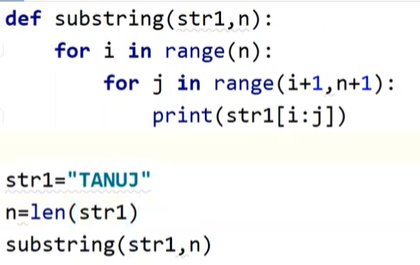 def substring(str1,n):
    for i in range(n):
        for j in range(i+1,n+1):
            print(str1[i:j])
str1="TANUJ"
n=len(str1)
substring(str1,n)